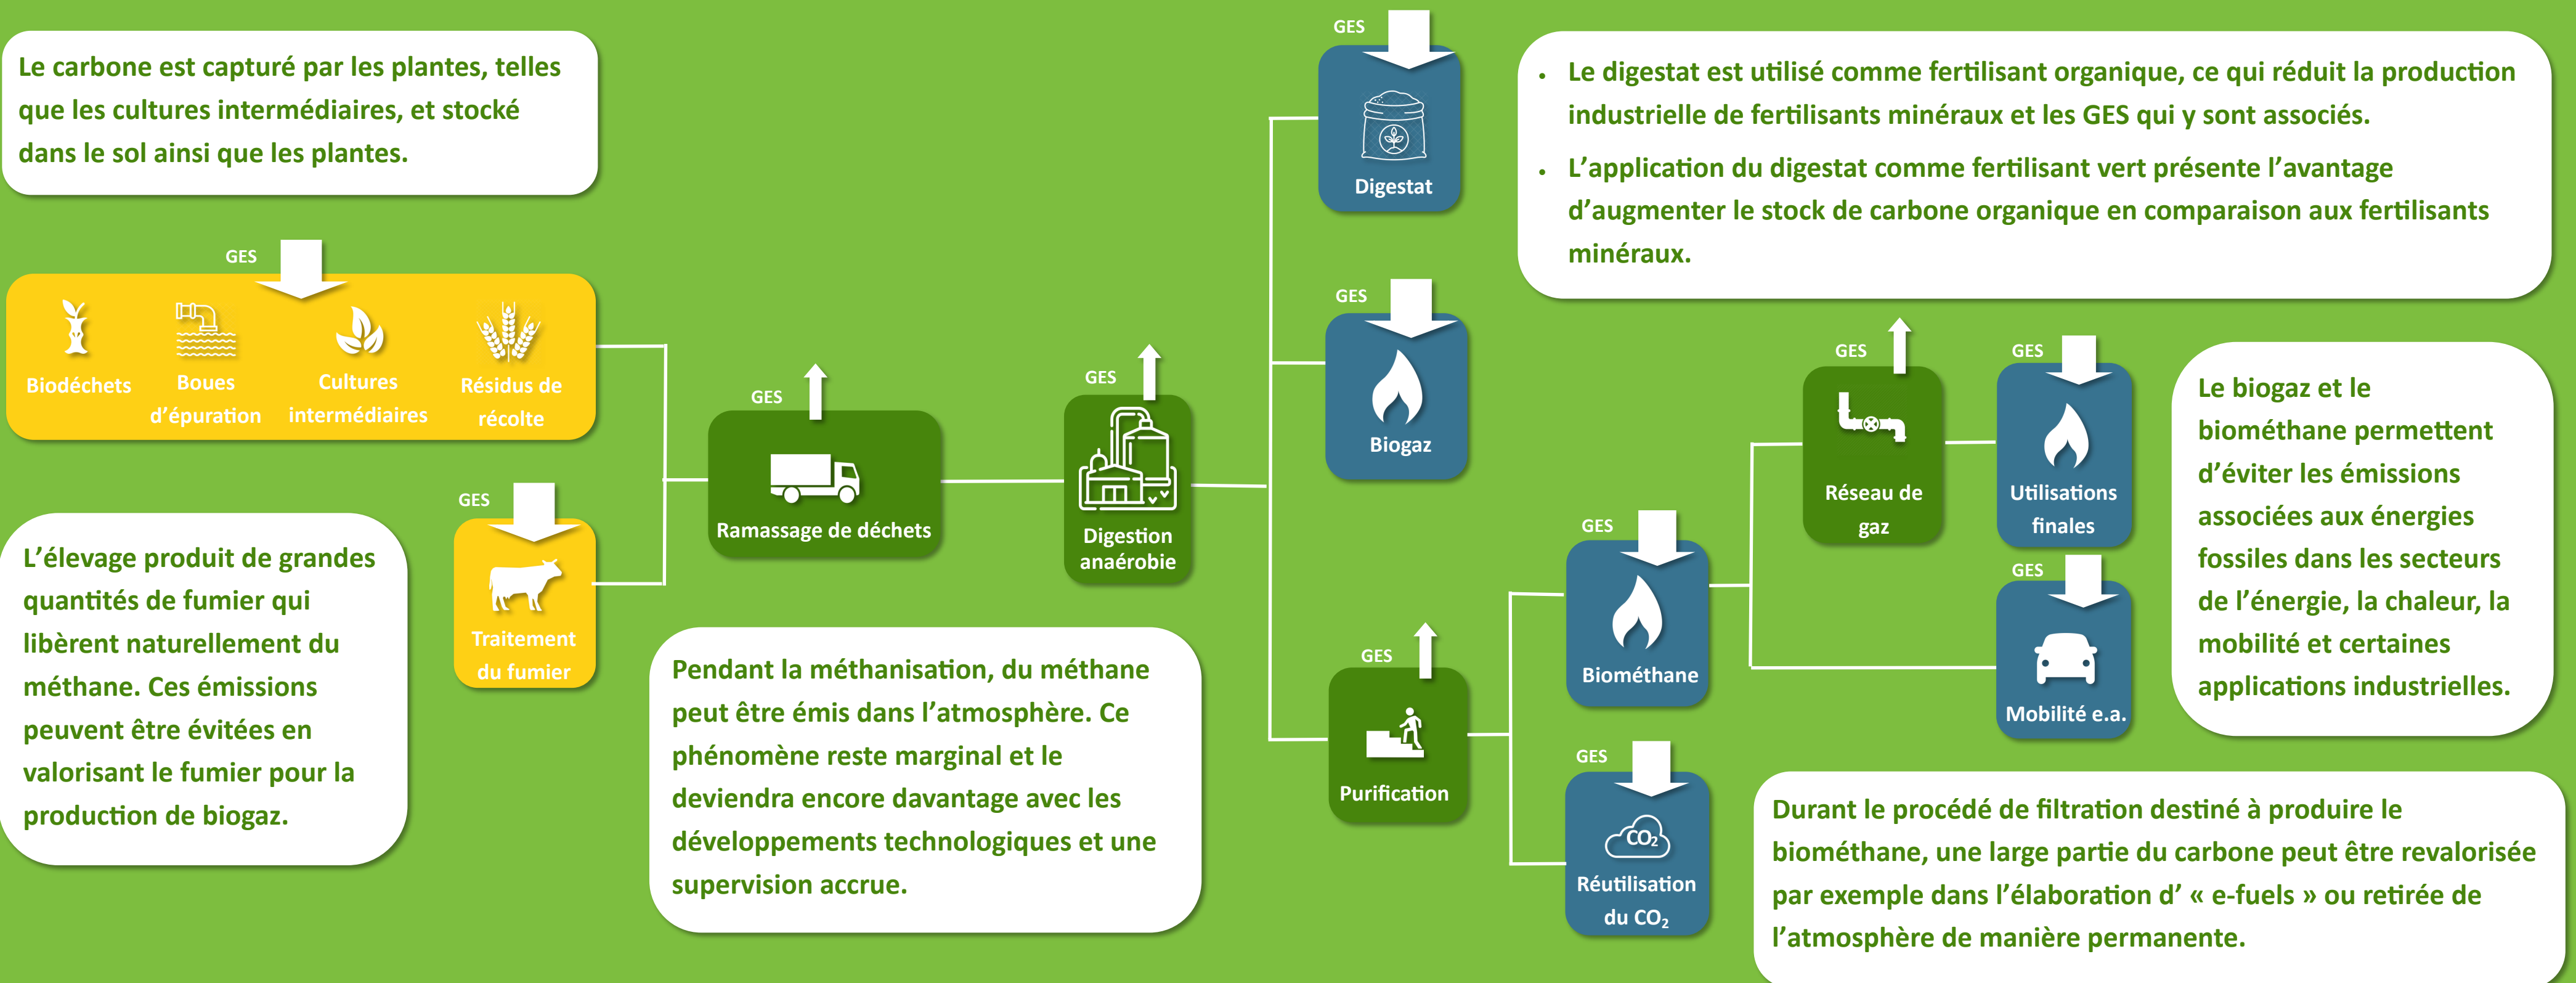 Le carbone est capturé par les plantes, telles
que les cultures intermédiaires, et stocké
dans le sol ainsi que les plantes.
GES
Biodéchets
Boues
d'épuration
Cultures
intermédiaires
Résidus de
récolte
L'élevage produit de grandes
quantités de fumier qui
libèrent naturellement du
méthane. Ces émissions
peuvent être évitées en
valorisant le fumier pour la
production de biogaz.
GES
Traitement
du fumier
GES
Ramassage de déchets
GES
Digestion
anaérobie
Pendant la méthanisation, du méthane
peut être émis dans l'atmosphère. Ce
phénomène reste marginal et le
deviendra encore davantage avec les
développements technologiques et une
supervision accrue.
GES
Digestat
• Le digestat est utilisé comme fertilisant organique, ce qui réduit la production
industrielle de fertilisants minéraux et les GES qui y sont associés.
• L'application du digestat comme fertilisant vert présente l'avantage
d'augmenter le stock de carbone organique en comparaison aux fertilisants
minéraux.
GES
Biogaz
GES
Purification
GES
Biométhane
GES
CO2
Réutilisation
du CO₂
GES
Réseau de
gaz
GES
Utilisations
finales
GES
Mobilité e.a.
Le biogaz et le
biométhane permettent
d'éviter les émissions
associées aux énergies
fossiles dans les secteurs
de l'énergie, la chaleur, la
mobilité et certaines
applications industrielles.
Durant le procédé de filtration destiné à produire le
biométhane, une large partie du carbone peut être revalorisée
par exemple dans l'élaboration d' « e-fuels » ou retirée de
l'atmosphère de manière permanente.